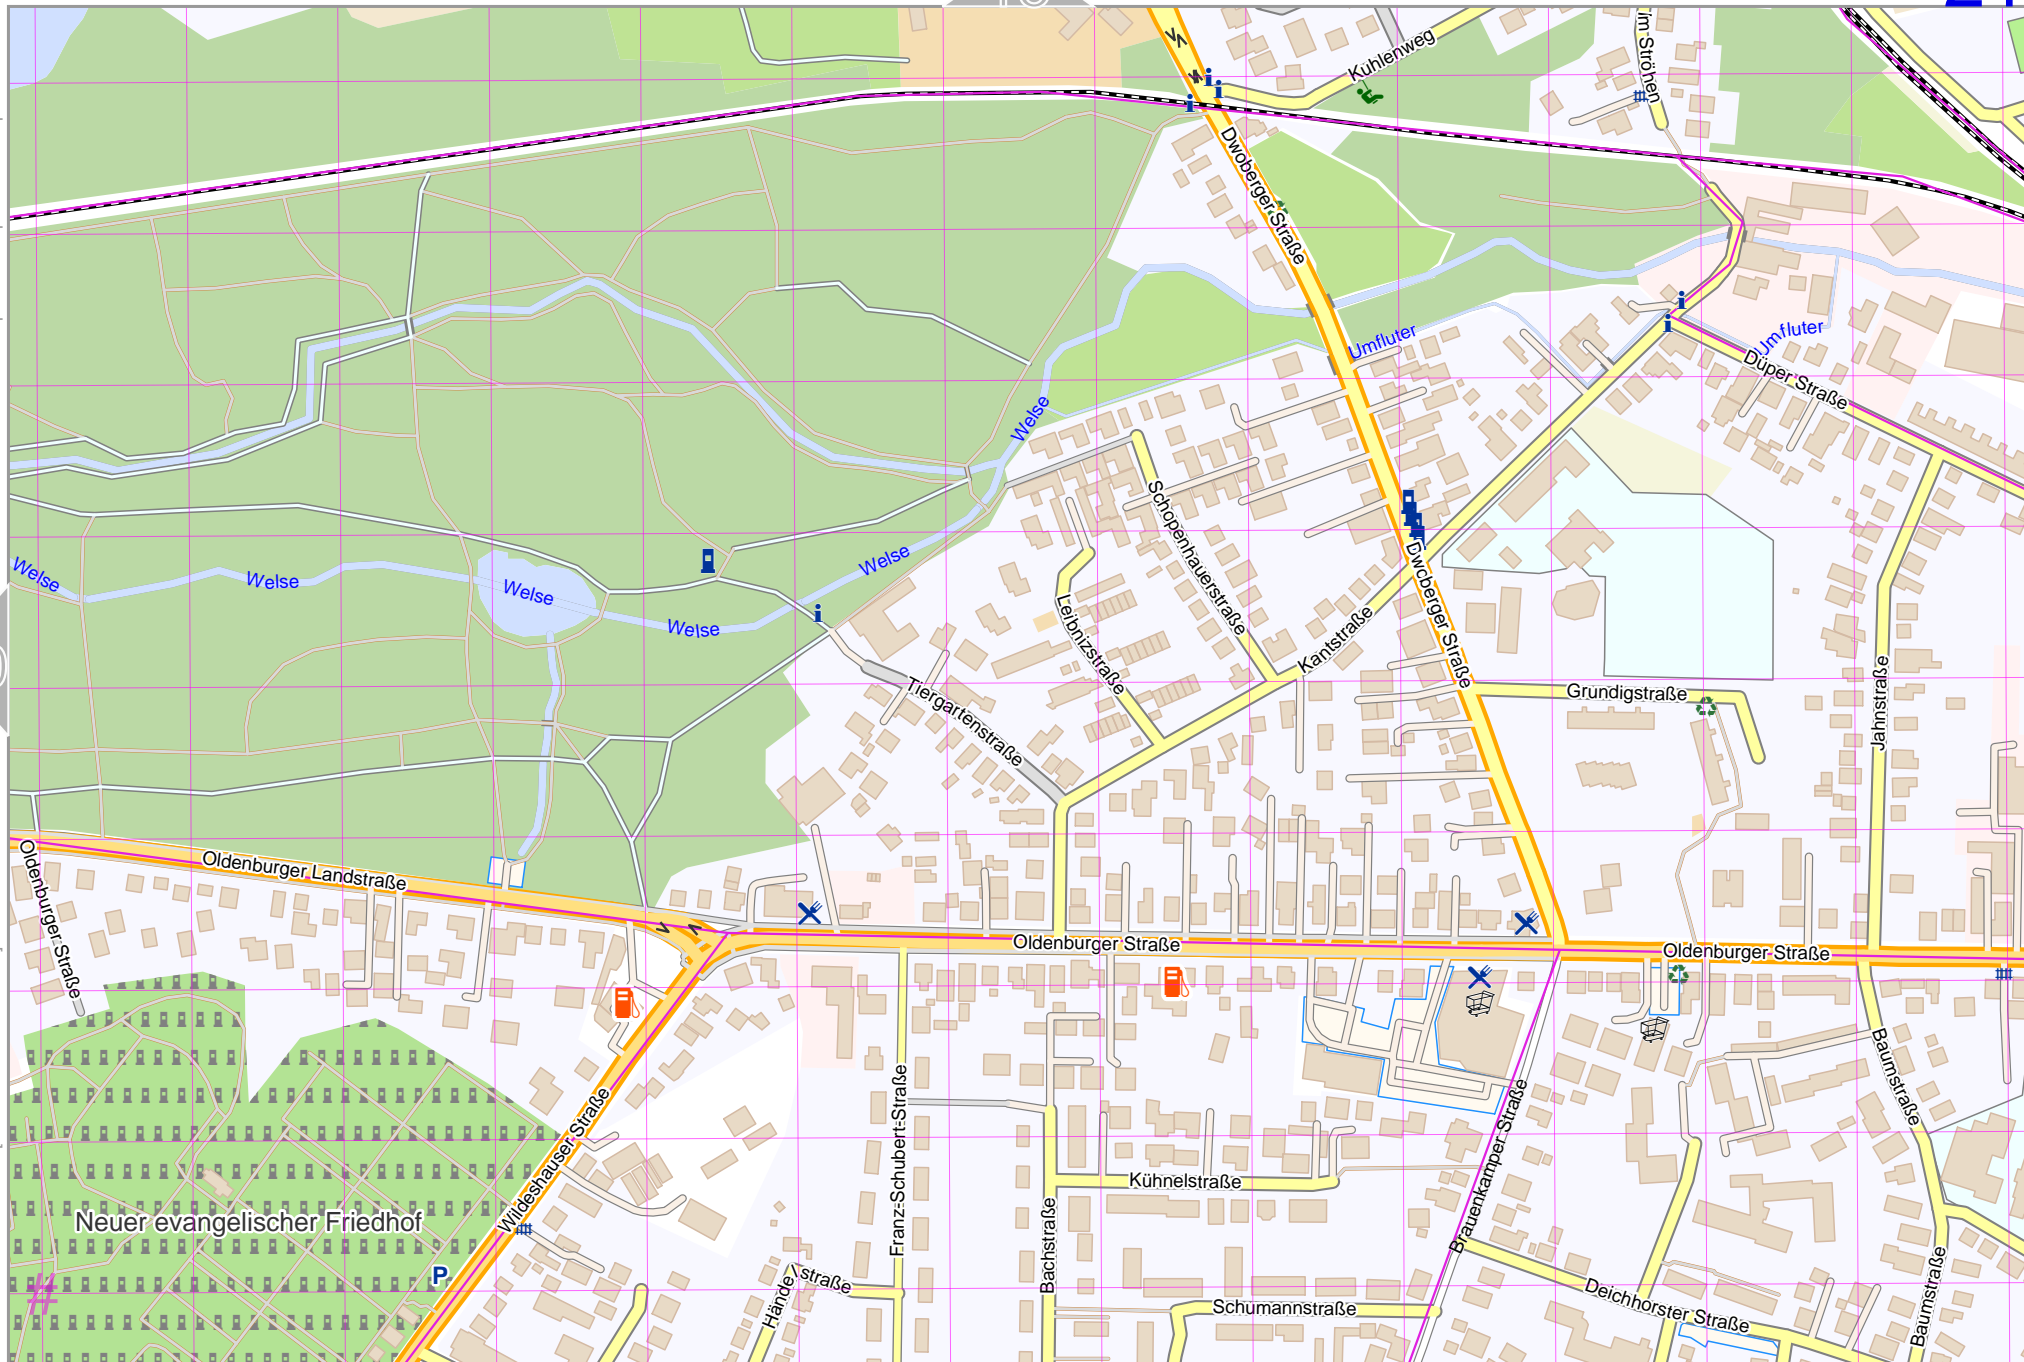 Kuhlenweg
im Ströhen
Dwoberger Straße
Umfluter
Umfluter
Düper Straße
Welse
Schopenhauerstraße
Welse
Welse
Welse
Welse
Welse
Dwoberger Straße
Leibnizstraße
Kantstraße
Tiergartenstraße
Grundigstraße
Jahnstraße
Oldenburger Landstraße
Oldenburger Straße
Oldenburger Straße
Oldenburger Straße
Wildeshauser Straße
Franz-Schubert-Straße
Bachstraße
Kühnelstraße
Brauenkamper Straße
Baumstraße
Neuer evangelischer Friedhof
P
#
Händelstraße
Schumannstraße
Deichhorster Straße
Baumstraße